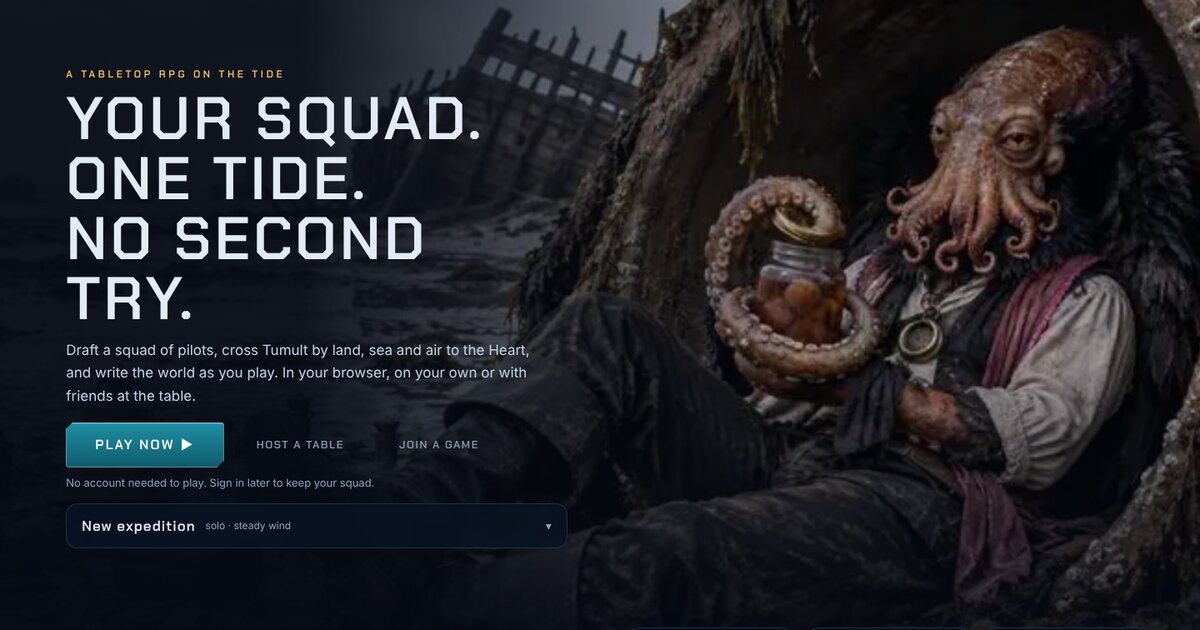 A TABLETOP RPG ON THE TIDE
YOUR SQUAD.
ONE TIDE.
NO SECOND
TRY.
Draft a squad of pilots, cross Tumult by land, sea and air to the Heart,
and write the world as you play. In your browser, on your own or with
friends at the table.
PLAY NOW ▶
HOST A TABLE
JOIN A GAME
No account needed to play. Sign in later to keep your squad.
New expedition solo · steady wind ▾